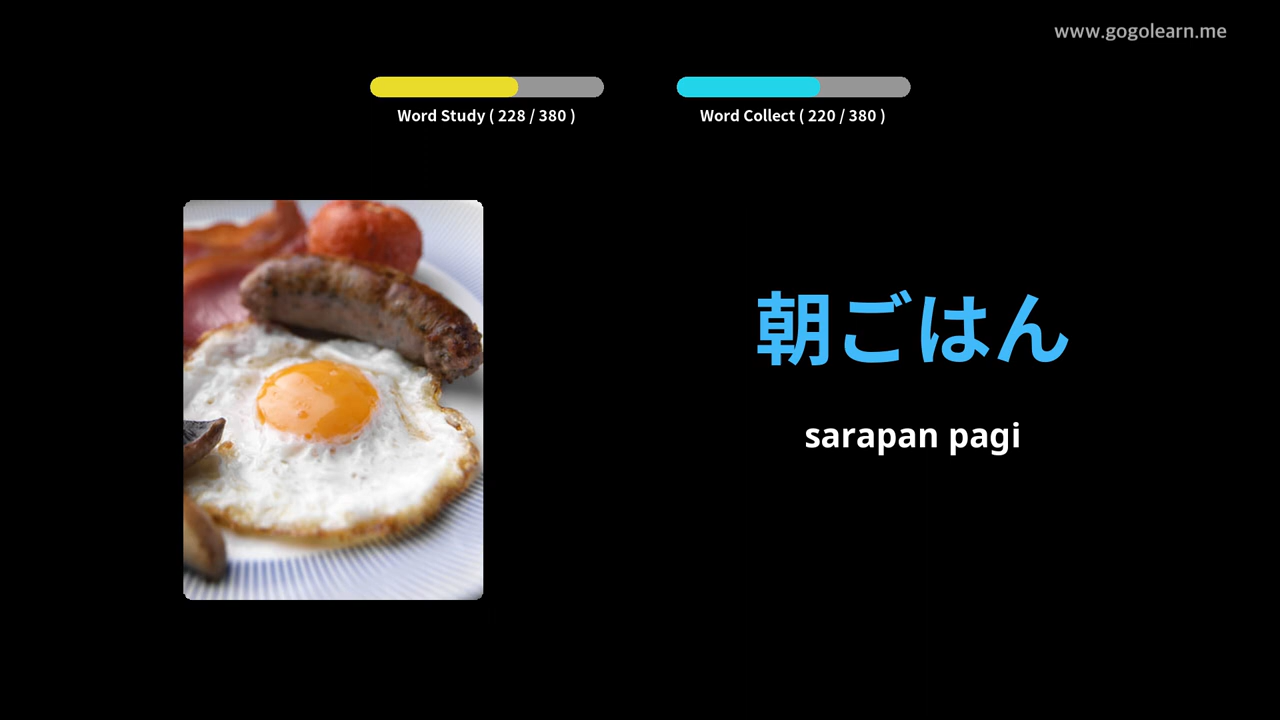 www.gogolearn.me
Word Study ( 228 / 380 )
Word Collect ( 220 / 380 )
朝ごはん
sarapan pagi